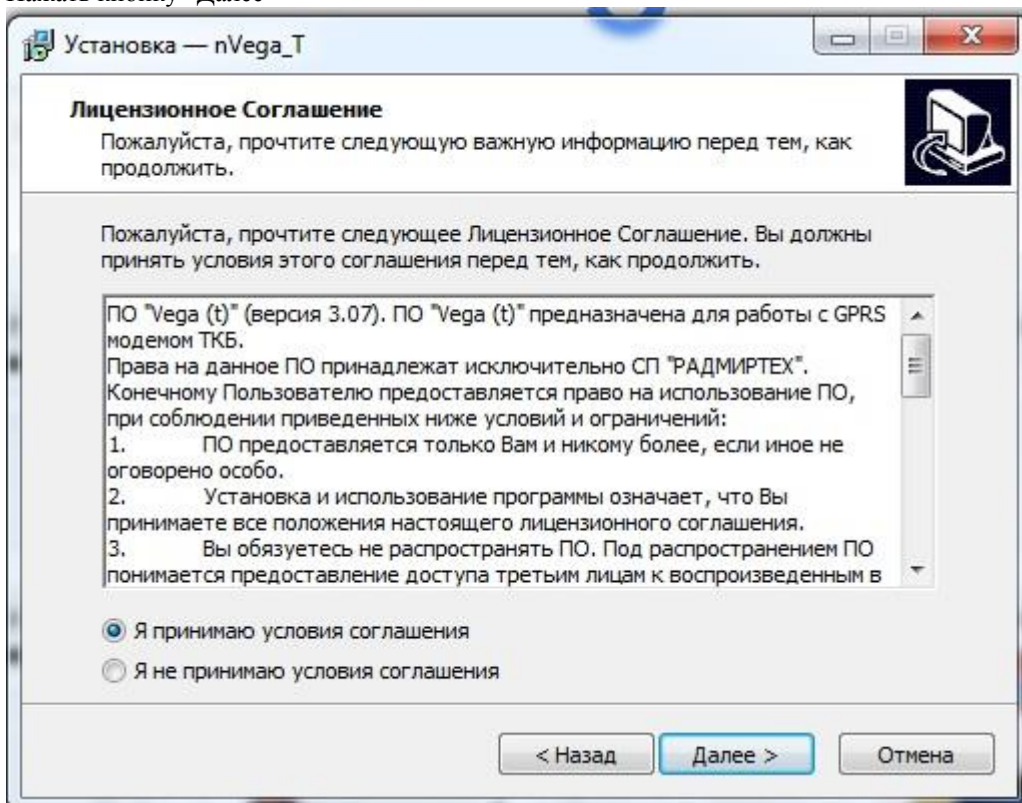 Нажать кнопку "Далее"
Установка — nVega_T
Лицензионное Соглашение
Пожалуйста, прочтите следующую важную информацию перед тем, как
продолжить.
Пожалуйста, прочтите следующее Лицензионное Соглашение. Вы должны
принять условия этого соглашения перед тем, как продолжить.
ПО "Vega (t)" (версия 3.07). ПО "Vega (t)" предназначена для работы с GPRS
модемом ТКБ.
Права на данное ПО принадлежат исключительно СП "РАДМИРТЕХ".
Конечному Пользователю предоставляется право на использование ПО,
при соблюдении приведенных ниже условий и ограничений:
1. ПО предоставляется только Вам и никому более, если иное не
оговорено особо.
2. Установка и использование программы означает, что Вы
принимаете все положения настоящего лицензионного соглашения.
3. Вы обязуетесь не распространять ПО. Под распространением ПО
понимается предоставление доступа третьим лицам к воспроизведенным в
Я принимаю условия соглашения
Я не принимаю условия соглашения
< Назад
Далее >
Отмена